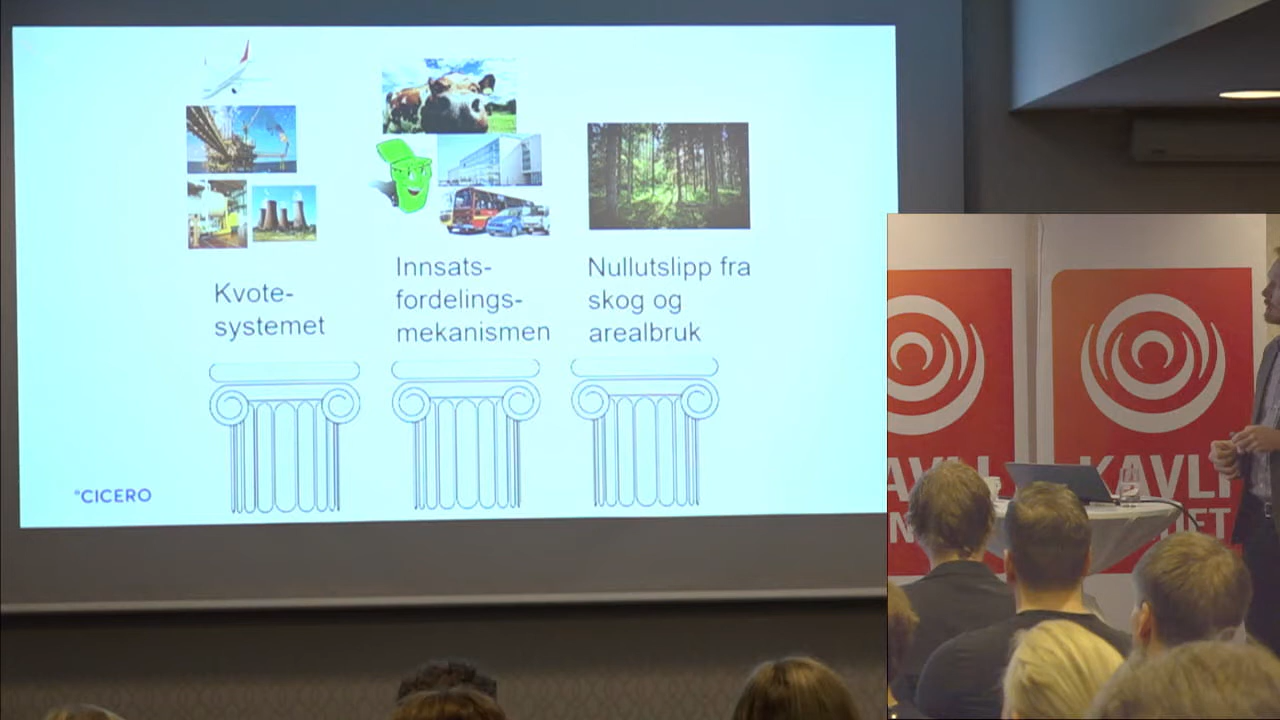 Kvote-
systemet
Innsats-
fordelings-
mekanismen
Nullutslipp fra
skog og
arealbruk
°CICERO
KAVLI